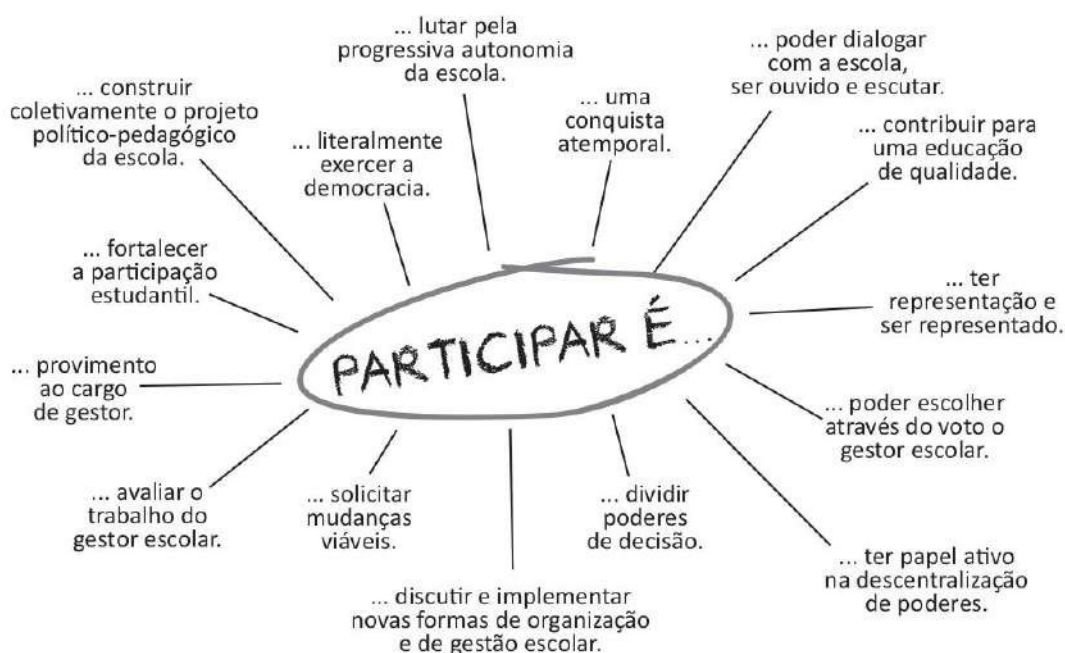 ... lutar pela
progressiva autonomia
da escola.
... poder dialogar
com a escola,
ser ouvido e escutar.
... construir
coletivamente o projeto
político-pedagógico
da escola.
... uma
conquista
atemporal.
... contribuir para
uma educação
de qualidade.
... literalmente
exercer a
democracia.
... fortalecer
a participação
estudantil.
... ter
representação e
ser representado.
PARTICIPAR É...
... provimento
ao cargo
de gestor.
... poder escolher
através do voto o
gestor escolar.
... avaliar o
trabalho do
gestor escolar.
... solicitar
mudanças
viáveis.
... dividir
poderes
de decisão.
... ter papel ativo
na descentralização
de poderes.
... discutir e implementar
novas formas de organização
e de gestão escolar.